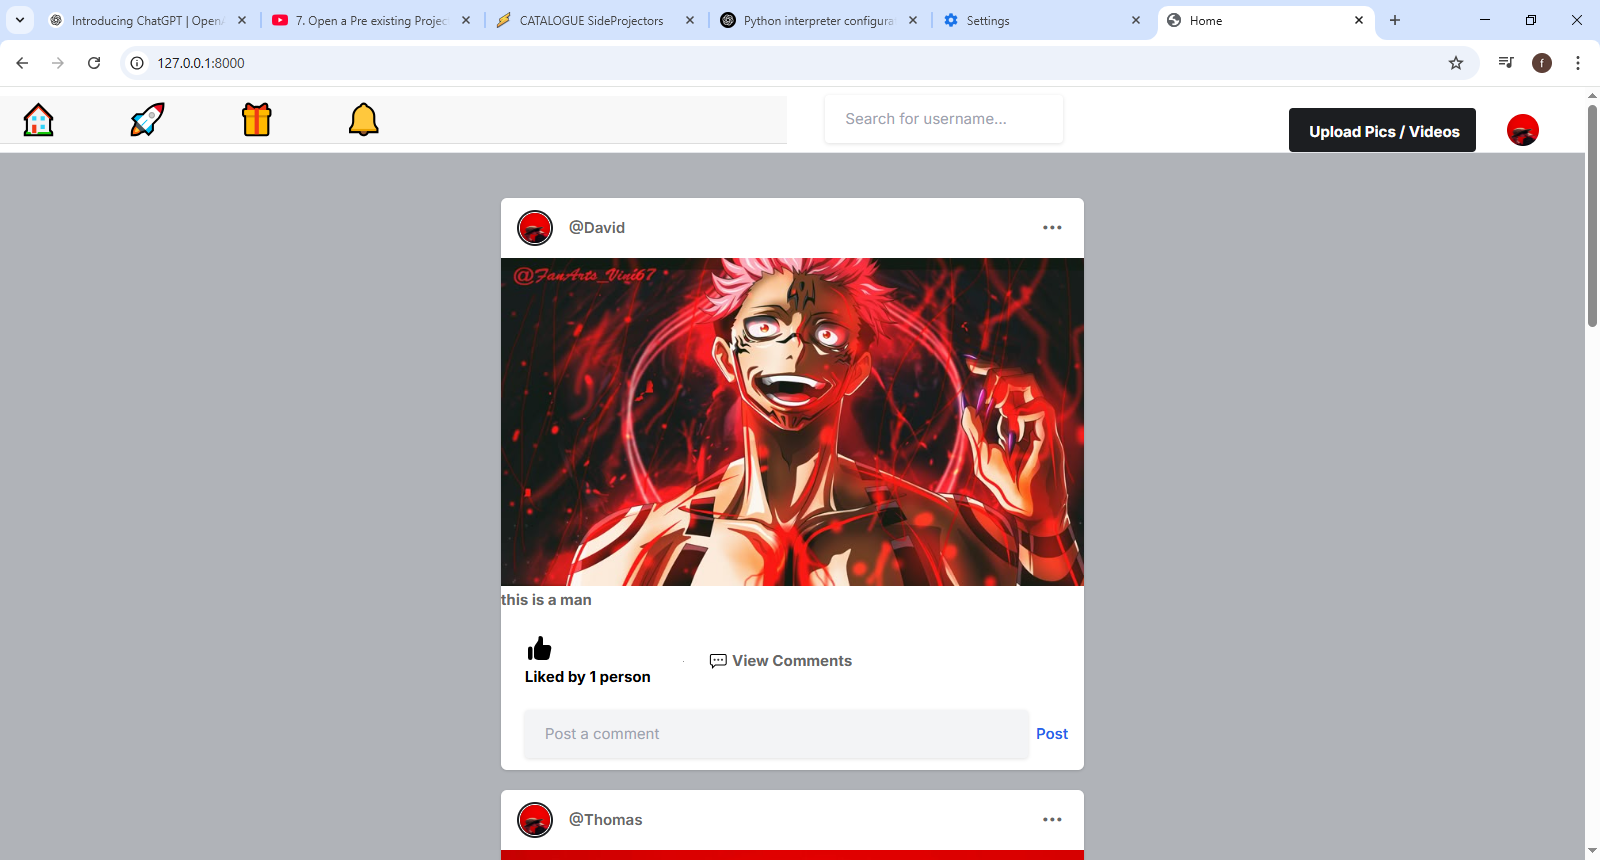 Introducing ChatGPT | Open
7. Open a Pre existing Projec
CATALOGUE SideProjectors
Python interpreter configura
Settings
Home
127.0.0.1:8000
f
Search for username...
Upload Pics / Videos
@David
@FanArts_Vini67
this is a man
Liked by 1 person
View Comments
Post a comment
Post
@Thomas